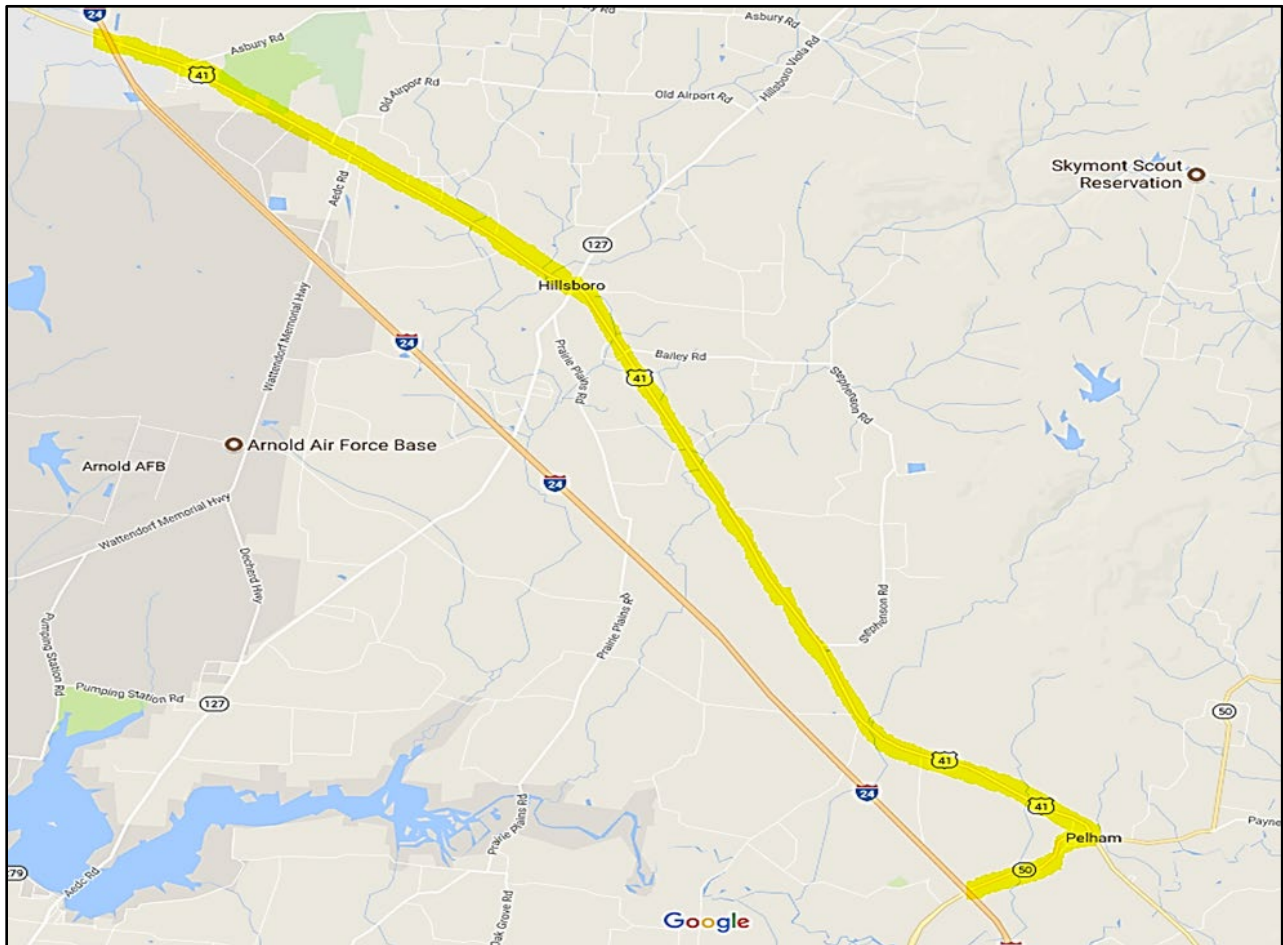 24
Asbury Rd
Asbury Rd
Asbury Rd
41
Old Airport Rd
Old Airport Rd
Hillsboro Viola Rd
Skymont Scout
Reservation
Aedc Rd
127
Hillsboro
24
Wattendorf Memorial Hwy
Prairie Plains Rd
Bailey Rd
41
Stephenson Rd
Arnold Air Force Base
Arnold AFB
24
Wattendorf Memorial Hwy
Decherd Hwy
Prairie Plains Rd
Stephenson Rd
Pumping Station Rd
Pumping Station Rd
127
50
41
24
41
Pelham
Payne
Prairie Plains Rd
50
79
Aedc Rd
Oak Grove Rd
Google